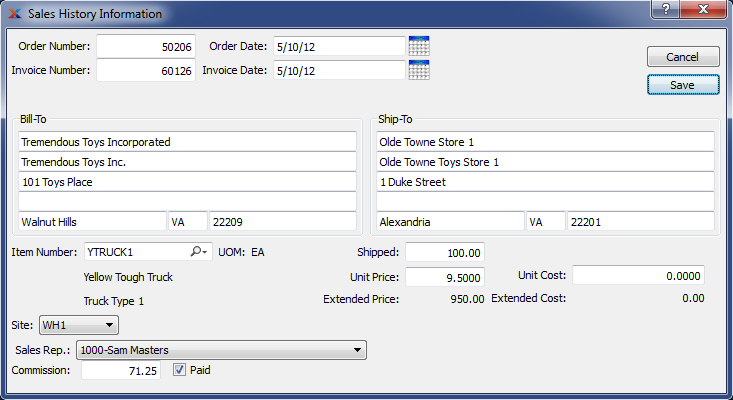 Sales History Information
Order Number: 50206 Order Date: 5/10/12
Invoice Number: 60126 Invoice Date: 5/10/12
Cancel
Save
Bill-To
Tremendous Toys Incorporated
Tremendous Toys Inc.
101 Toys Place
Walnut Hills VA 22209
Ship-To
Olde Towne Store 1
Olde Towne Toys Store 1
1 Duke Street
Alexandria VA 22201
Item Number: YTRUCK1 UOM: EA Shipped: 100.00
Yellow Tough Truck Unit Price: 9.5000 Unit Cost: 0.0000
Truck Type 1 Extended Price: 950.00 Extended Cost: 0.00
Site: WH1
Sales Rep.: 1000-Sam Masters
Commission: 71.25 Paid